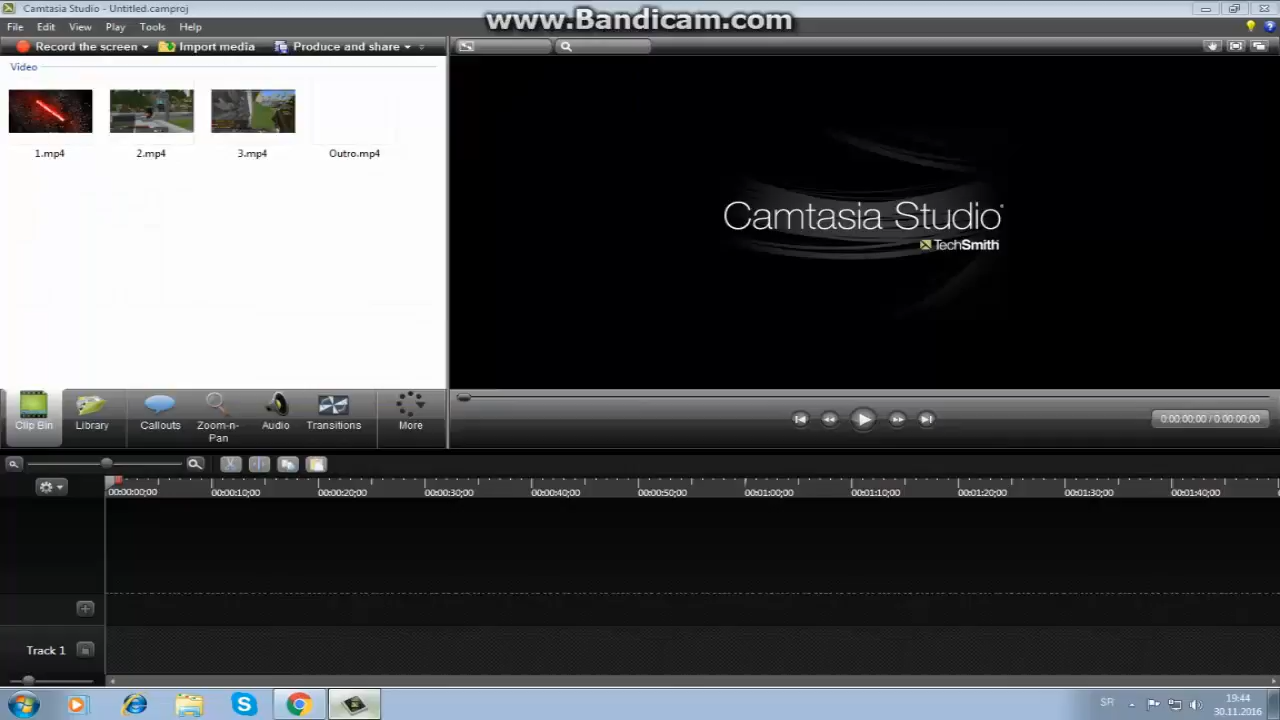 Camtasia Studio - Untitled.camproj
www.Bandicam.com
File Edit View Play Tools Help
Record the screen Import media Produce and share
Video
1.mp4 2.mp4 3.mp4 Outro.mp4
Camtasia Studio
TechSmith
Clip Bin Library Callouts Zoom-n-Pan Audio Transitions More
0:00:00;00 / 0:00:00;00
00:00:00;00 00:00:10;00 00:00:20;00 00:00:30;00 00:00:40;00 00:00:50;00 00:01:00;00 00:01:10;00 00:01:20;00 00:01:30;00 00:01:40;00
Track 1
SR
19:44
30.11.2016